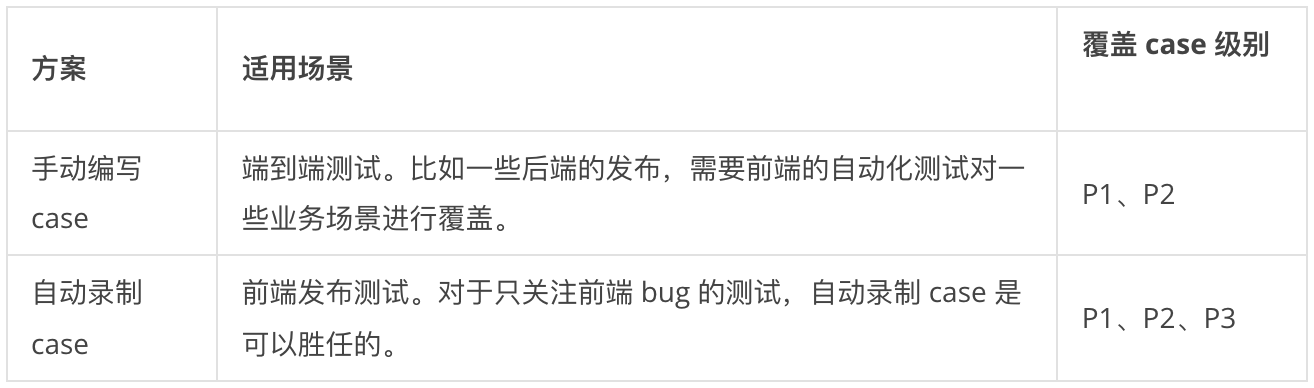 方案
适用场景
覆盖 case 级别
手动编写
case
端到端测试。比如一些后端的发布，需要前端的自动化测试对一
些业务场景进行覆盖。
P1、P2
自动录制
case
前端发布测试。对于只关注前端 bug 的测试，自动录制 case 是
可以胜任的。
P1、P2、P3